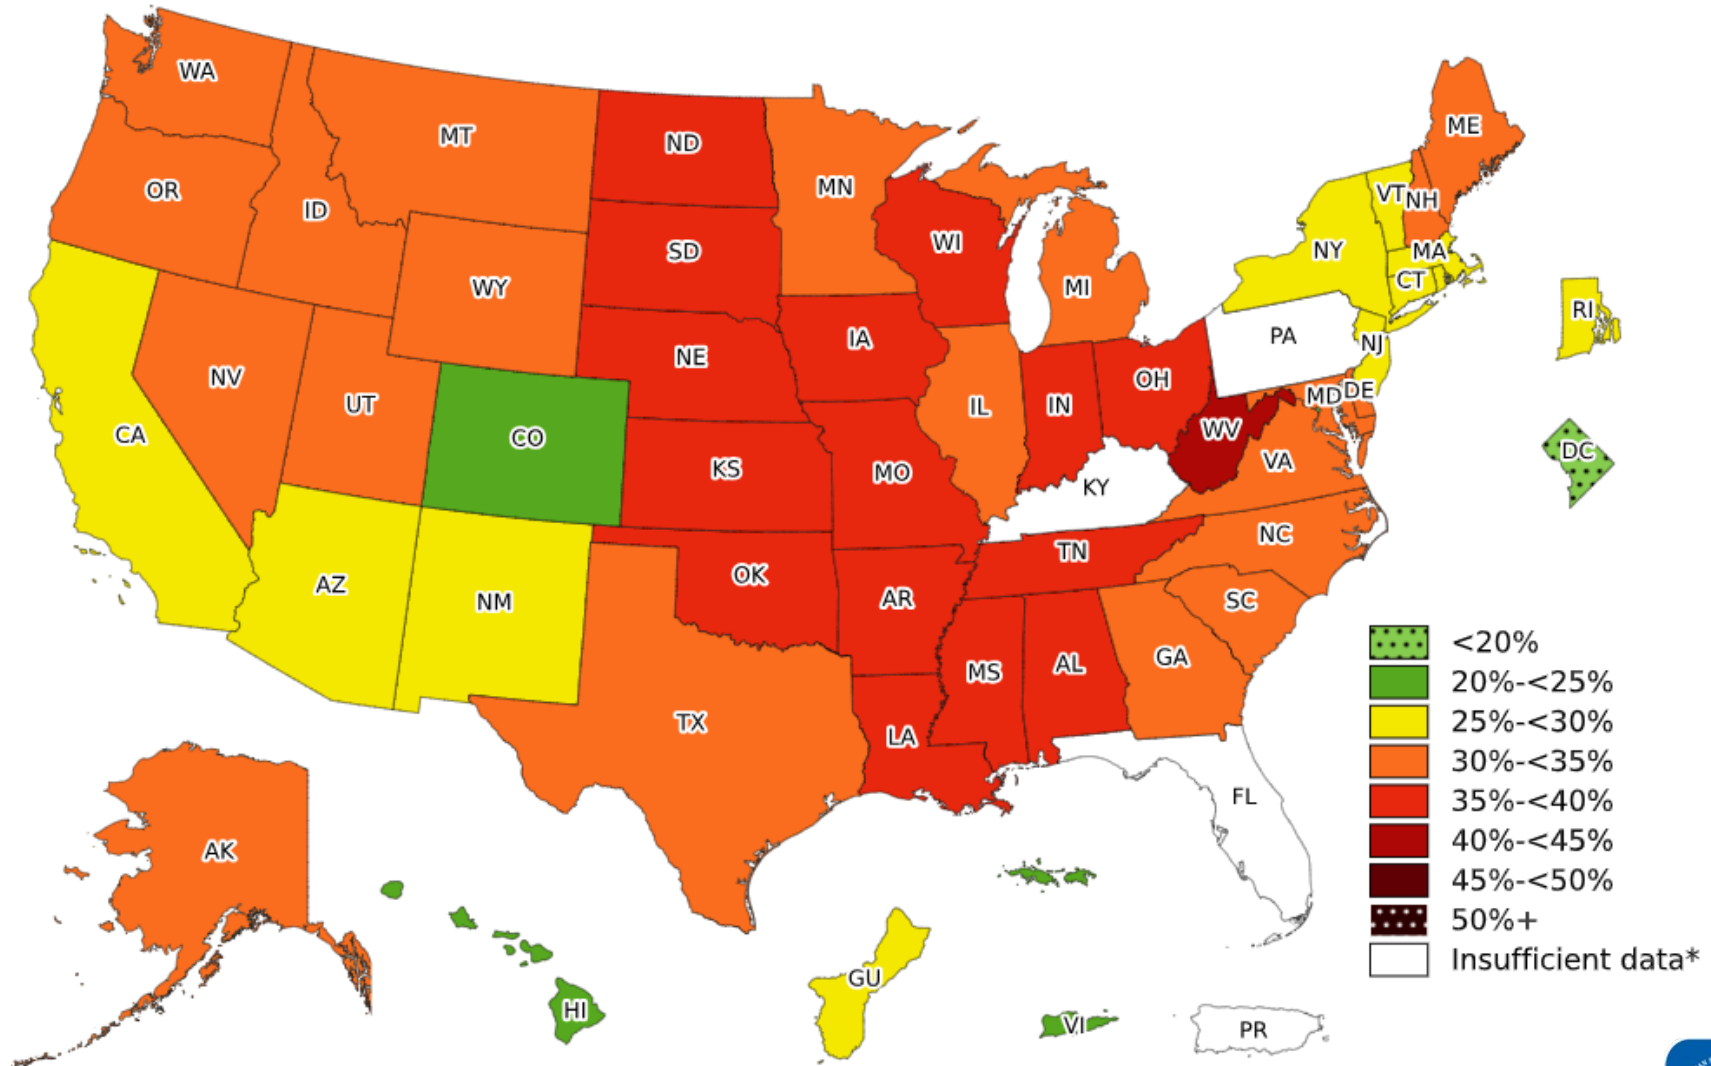 WA
ME
MT
ND
MN
OR
VT
NH
ID
WI
NY
MA
SD
CT
WY
MI
RI
PA
IA
NJ
NE
NV
OH
MD
DE
UT
IL
IN
WV
CA
CO
DC
VA
KS
MO
KY
NC
TN
OK
AZ
AR
NM
SC
GA
MS
AL
TX
LA
FL
AK
GU
HI
VI
PR
<20%
20%-<25%
25%-<30%
30%-<35%
35%-<40%
40%-<45%
45%-<50%
50%+
Insufficient data*